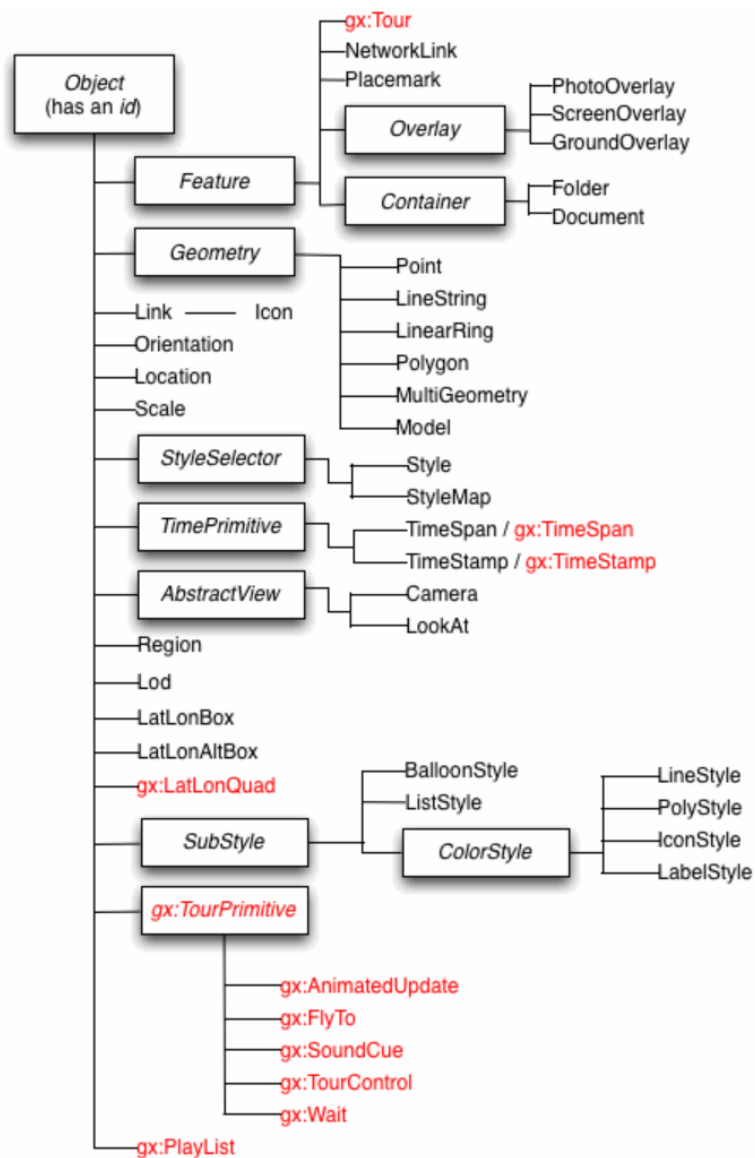 gx:Tour
NetworkLink
Placemark
Object
(has an id)
Overlay
PhotoOverlay
ScreenOverlay
GroundOverlay
Feature
Container
Folder
Document
Geometry
Point
LineString
LinearRing
Polygon
MultiGeometry
Model
Link
Icon
Orientation
Location
Scale
StyleSelector
Style
StyleMap
TimePrimitive
TimeSpan / gx:TimeSpan
TimeStamp / gx:TimeStamp
AbstractView
Camera
LookAt
Region
Lod
LatLonBox
LatLonAltBox
gx:LatLonQuad
SubStyle
BalloonStyle
ListStyle
ColorStyle
LineStyle
PolyStyle
IconStyle
LabelStyle
gx:TourPrimitive
gx:AnimatedUpdate
gx:FlyTo
gx:SoundCue
gx:TourControl
gx:Wait
gx:PlayList